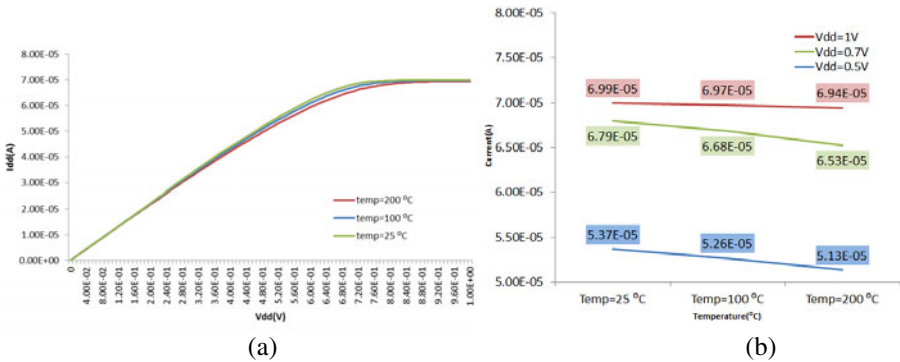 8.00E-05
7.00E-05
6.00E-05
5.00E-05
4.00E-05
3.00E-05
2.00E-05
1.00E-05
0.00E+00
Idd(A)
temp=200 °C
temp=100 °C
temp=25 °C
0
4.00E-02
8.00E-02
1.20E-01
1.60E-01
2.00E-01
2.40E-01
2.80E-01
3.20E-01
3.60E-01
4.00E-01
4.40E-01
4.80E-01
5.20E-01
5.60E-01
6.00E-01
6.40E-01
6.80E-01
7.20E-01
7.60E-01
8.00E-01
8.40E-01
8.80E-01
9.20E-01
9.60E-01
1.00E+00
Vdd(V)
(a)
8.00E-05
7.50E-05
7.00E-05
6.50E-05
6.00E-05
5.50E-05
5.00E-05
Current(A)
Vdd=1V
Vdd=0.7V
Vdd=0.5V
6.99E-05 6.97E-05 6.94E-05
6.79E-05 6.68E-05 6.53E-05
5.37E-05 5.26E-05 5.13E-05
Temp=25 °C Temp=100 °C Temp=200 °C
Temperature(°C)
(b)